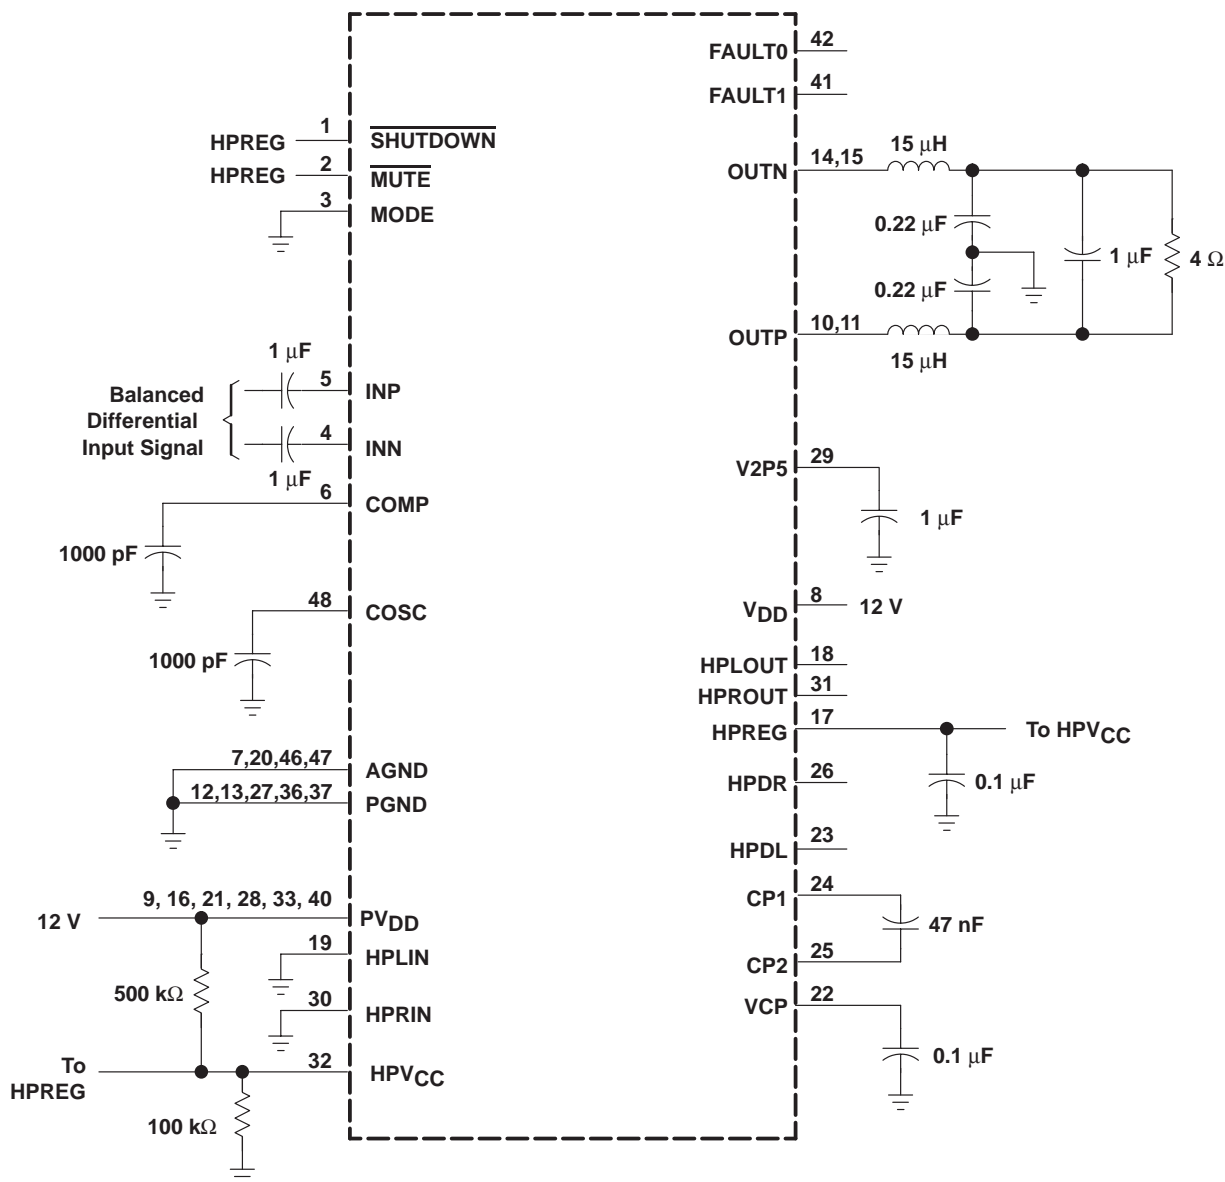 FAULT0
42
FAULT1
41
HPREG
1
SHUTDOWN
HPREG
2
MUTE
3
MODE
OUTN
14,15
15 μH
0.22 μF
0.22 μF
1 μF
4 Ω
OUTP
10,11
15 μH
1 μF
5
INP
Balanced
Differential
Input Signal
4
INN
1 μF
6
COMP
1000 pF
V2P5
29
1 μF
48
COSC
1000 pF
VDD
8
12 V
HPLOUT
18
HPROUT
31
HPREG
17
To HPVCC
0.1 μF
7,20,46,47
AGND
12,13,27,36,37
PGND
HPDR
26
HPDL
23
12 V
9, 16, 21, 28, 33, 40
PVDD
CP1
24
47 nF
CP2
25
19
HPLIN
500 kΩ
30
HPRIN
VCP
22
0.1 μF
To
HPREG
32
HPVCC
100 kΩ